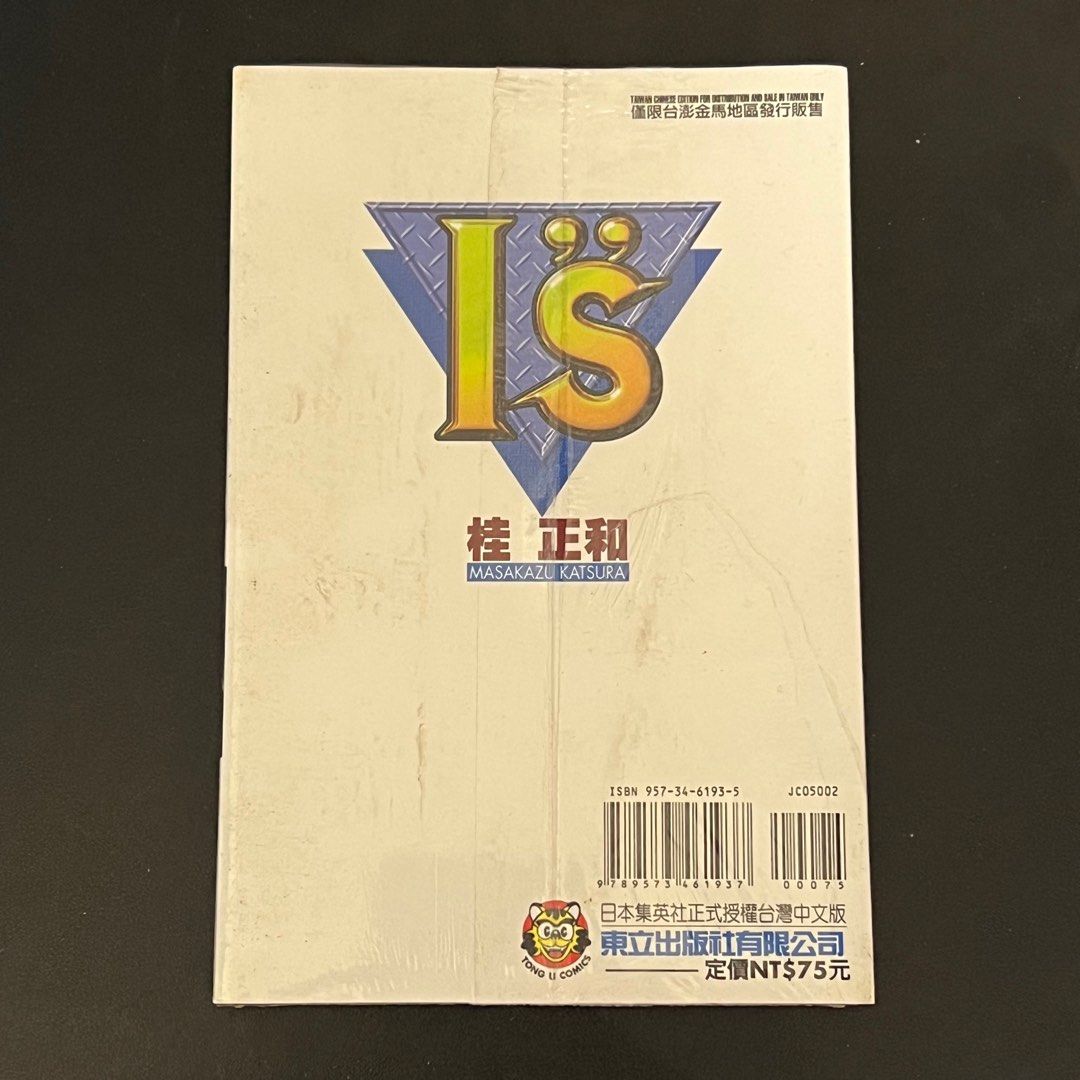 TAIWAN CHINESE EDITION FOR DISTRIBUTION AND SALE IN TAIWAN ONLY
僅限台澎金馬地區發行販售
I"s
桂 正和
MASAKAZU KATSURA
ISBN 957-34-6193-5 JC05002
9 789573 461937 00075
日本集英社正式授權台灣中文版
東立出版社有限公司
定價NT$75元
TONG LI COMICS